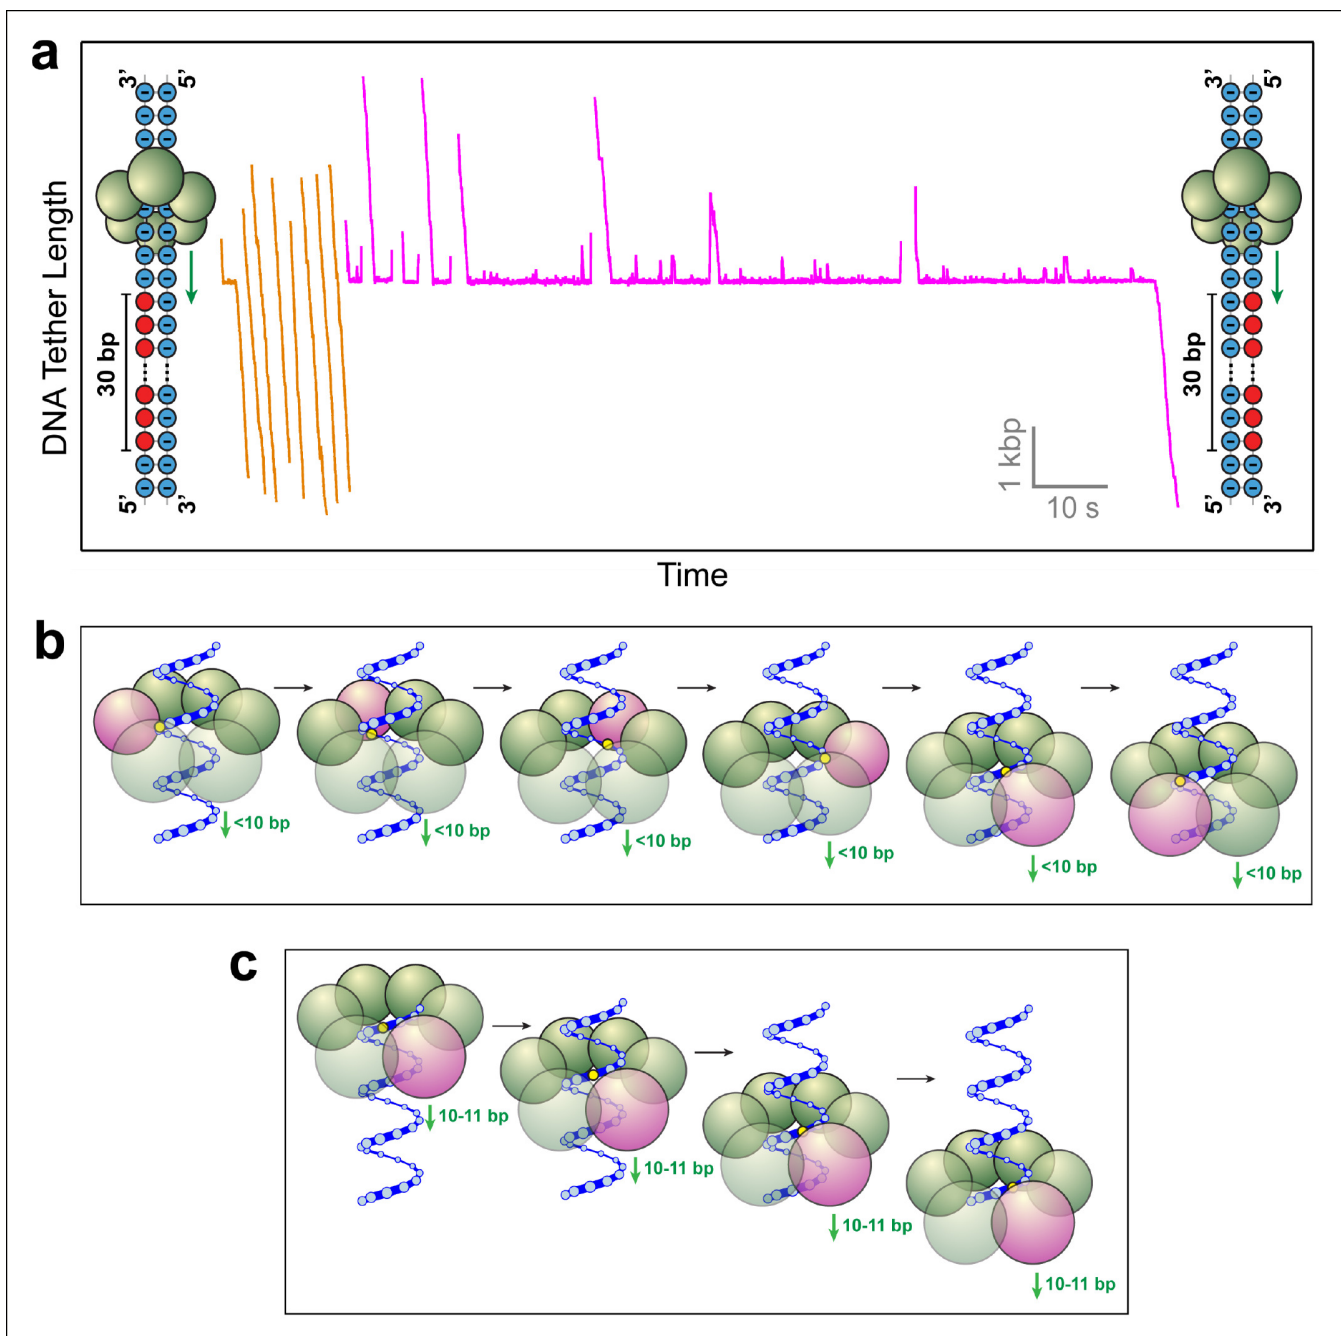 a
DNA Tether Length
3' 5'
30 bp
5' 3'
1 kbp
10 s
3' 5'
30 bp
5' 3'
Time
b
<10 bp
<10 bp
<10 bp
<10 bp
<10 bp
<10 bp
c
10-11 bp
10-11 bp
10-11 bp
10-11 bp